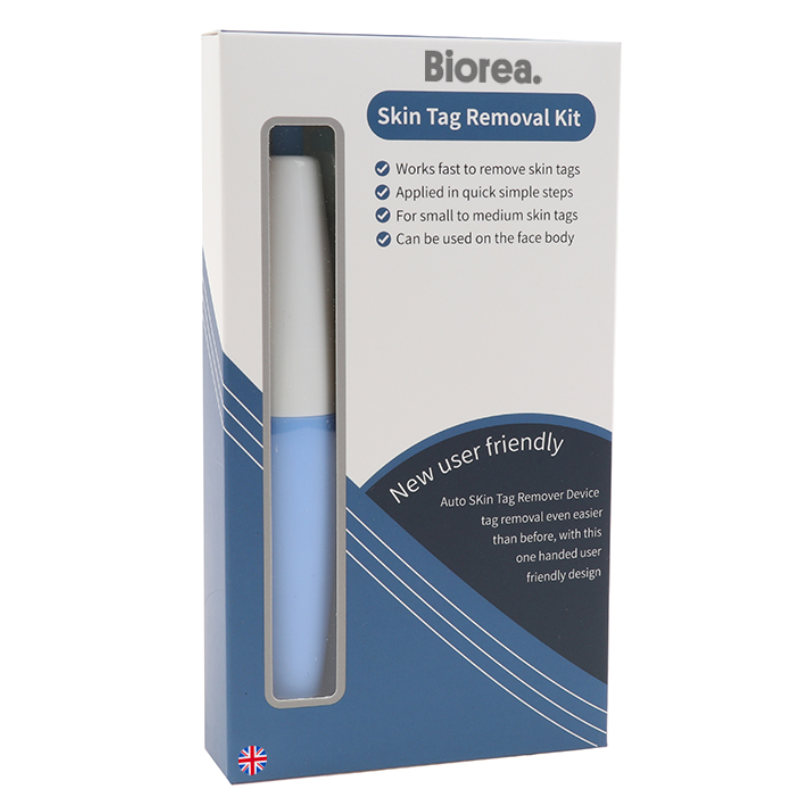 Biorea.
Skin Tag Removal Kit
Works fast to remove skin tags
Applied in quick simple steps
For small to medium skin tags
Can be used on the face body
New user friendly
Auto SKin Tag Remover Device
tag removal even easier
than before, with this
one handed user
friendly design